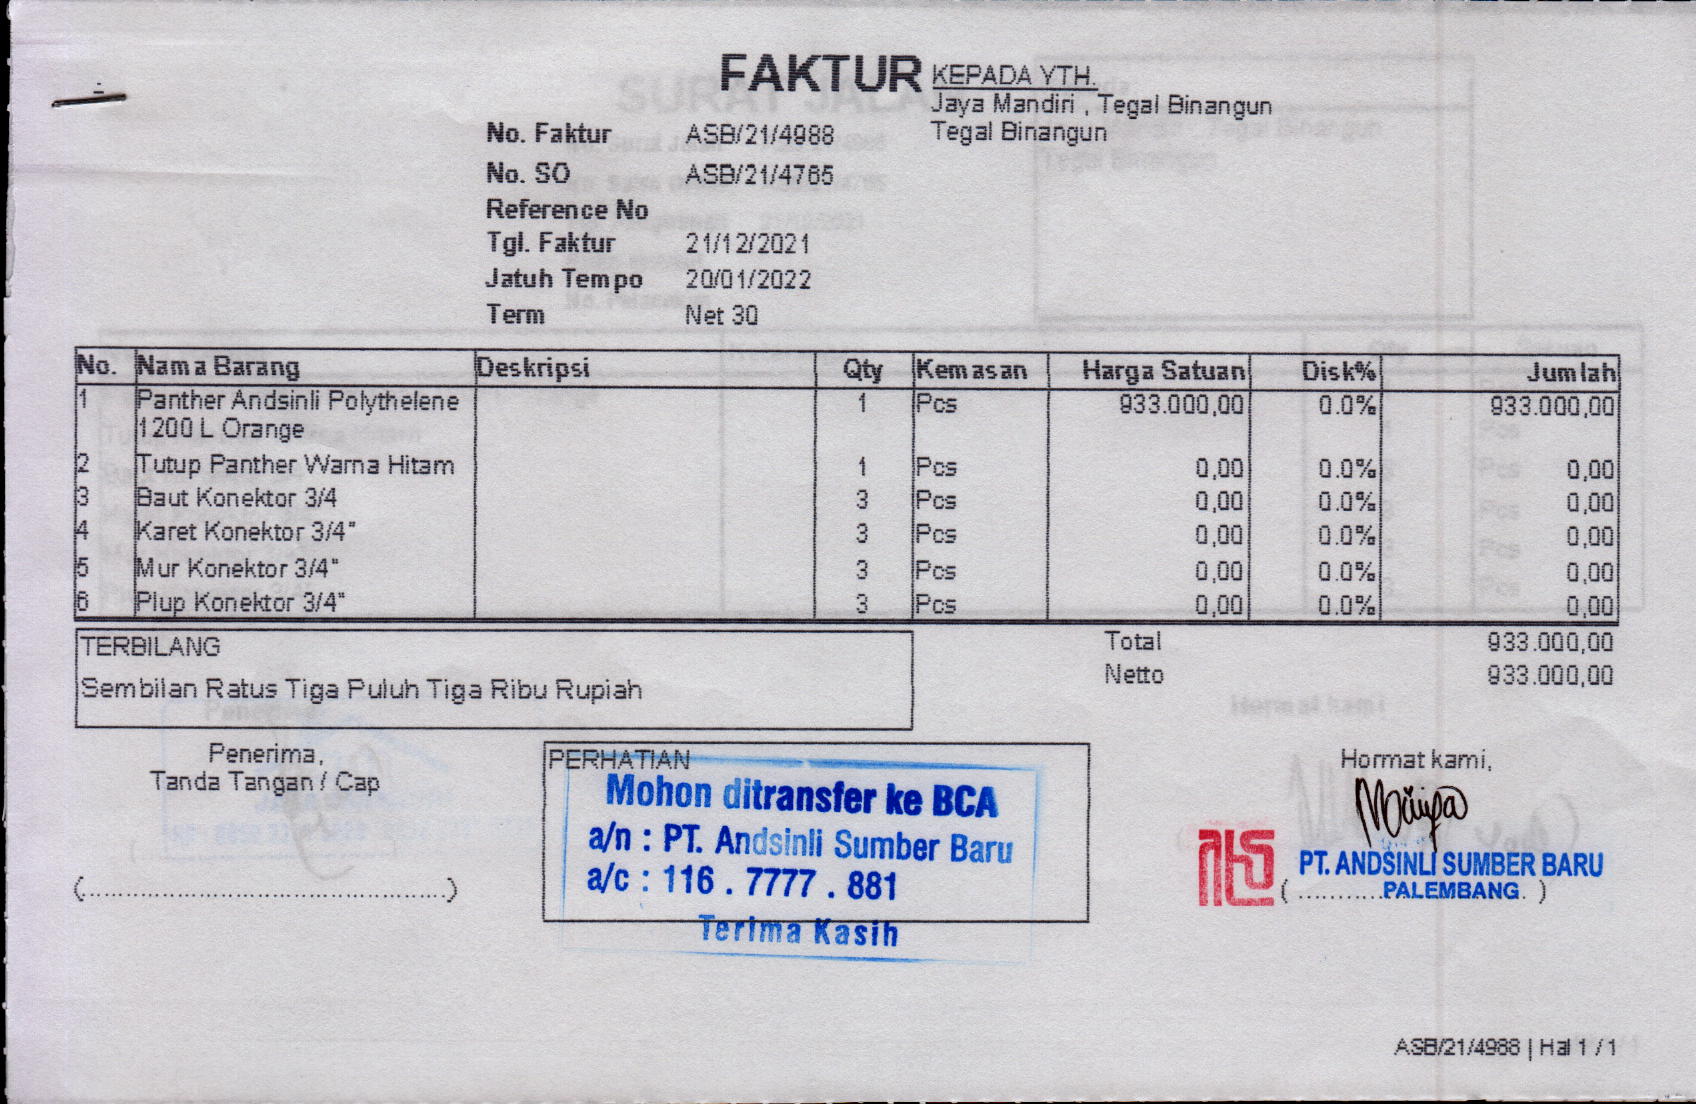 FAKTUR
KEPADA YTH.
Jaya Mandiri , Tegal Binangun
Tegal Binangun
No. Faktur ASB/21/4988
No. SO ASB/21/4765
Reference No
Tgl. Faktur 21/12/2021
Jatuh Tempo 20/01/2022
Term Net 30
No. Nama Barang Deskripsi Qty Kemasan Harga Satuan Disk% Jumlah
1 Panther Andsinli Polythelene 1 Pcs 933.000,00 0.0% 933.000,00
1200 L Orange
2 Tutup Panther Warna Hitam 1 Pcs 0,00 0.0% 0,00
3 Baut Konektor 3/4 3 Pcs 0,00 0.0% 0,00
4 Karet Konektor 3/4" 3 Pcs 0,00 0.0% 0,00
5 Mur Konektor 3/4" 3 Pcs 0,00 0.0% 0,00
6 Plup Konektor 3/4" 3 Pcs 0,00 0.0% 0,00
TERBILANG
Sembilan Ratus Tiga Puluh Tiga Ribu Rupiah
Total 933.000,00
Netto 933.000,00
Penerima,
Tanda Tangan / Cap
(..............................................)
PERHATIAN
Mohon ditransfer ke BCA
a/n : PT. Andsinli Sumber Baru
a/c : 116 . 7777 . 881
Terima Kasih
Hormat kami,
PT. ANDSINLI SUMBER BARU
( ...........PALEMBANG. )
ASB/21/4988 | Hal 1 / 1